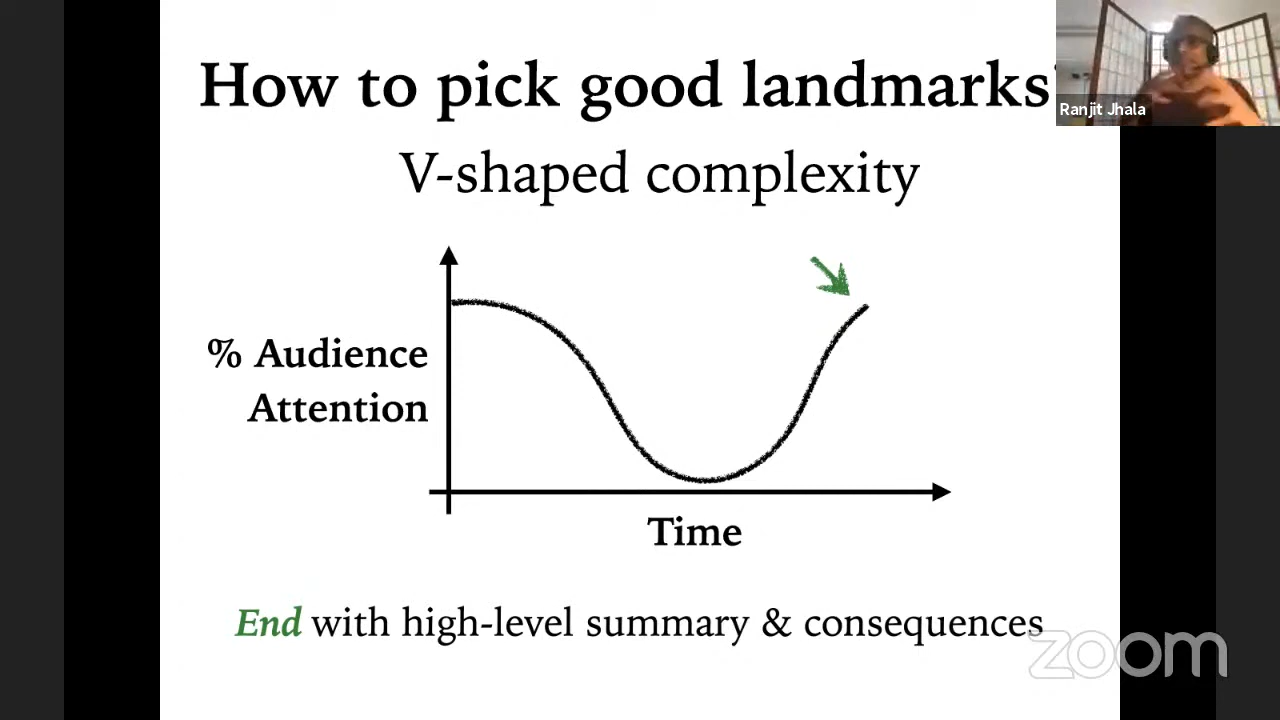 How to pick good landmarks
Ranjit Jhala
V-shaped complexity
% Audience
Attention
Time
End with high-level summary & consequences
zoom